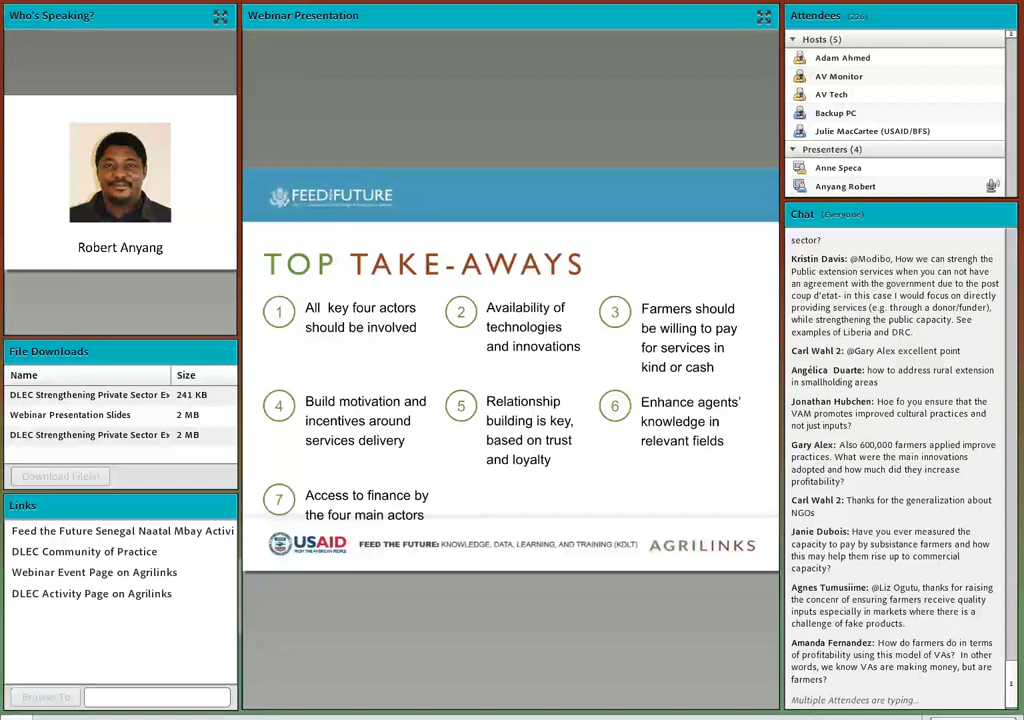 Who's Speaking?
Robert Anyang
File Downloads
Name Size
DLEC Strengthening Private Sector E› 241 KB
Webinar Presentation Slides 2 MB
DLEC Strengthening Private Sector E› 2 MB
Download File(s)
Links
Feed the Future Senegal Naatal Mbay Activi
DLEC Community of Practice
Webinar Event Page on Agrilinks
DLEC Activity Page on Agrilinks
Browse To
Webinar Presentation
FEED THE FUTURE
TOP TAKE-AWAYS
1 All key four actors
should be involved
2 Availability of
technologies
and innovations
3 Farmers should
be willing to pay
for services in
kind or cash
4 Build motivation and
incentives around
services delivery
5 Relationship
building is key,
based on trust
and loyalty
6 Enhance agents'
knowledge in
relevant fields
7 Access to finance by
the four main actors
USAID
FROM THE AMERICAN PEOPLE
FEED THE FUTURE: KNOWLEDGE, DATA, LEARNING, AND TRAINING (KDLT)
AGRILINKS
Attendees (226)
Hosts (5)
Adam Ahmed
AV Monitor
AV Tech
Backup PC
Julie MacCartee (USAID/BFS)
Presenters (4)
Anne Speca
Anyang Robert
Chat (Everyone)
sector?
Kristin Davis: @Modibo, How we can strengh the
Public extension services when you can not have
an agreement with the government due to the post
coup d'etat- in this case I would focus on directly
providing services (e.g. through a donor/funder),
while strengthening the public capacity. See
examples of Liberia and DRC.
Carl Wahl 2: @Gary Alex excellent point
Angélica Duarte: how to address rural extension
in smallholding areas
Jonathan Hubchen: Hoe fo you ensure that the
VAM promotes improved cultural practices and
not just inputs?
Gary Alex: Also 600,000 farmers applied improve
practices. What were the main innovations
adopted and how much did they increase
profitability?
Carl Wahl 2: Thanks for the generalization about
NGOs
Janie Dubois: Have you ever measured the
capacity to pay by subsistance farmers and how
this may help them rise up to commercial
capacity?
Agnes Tumusiime: @Liz Ogutu, thanks for raising
the concenr of ensuring farmers receive quality
inputs especially in markets where there is a
challenge of fake products.
Amanda Fernandez: How do farmers do in terms
of profitability using this model of VAs? In other
words, we know VAs are making money, but are
farmers?
Multiple Attendees are typing...